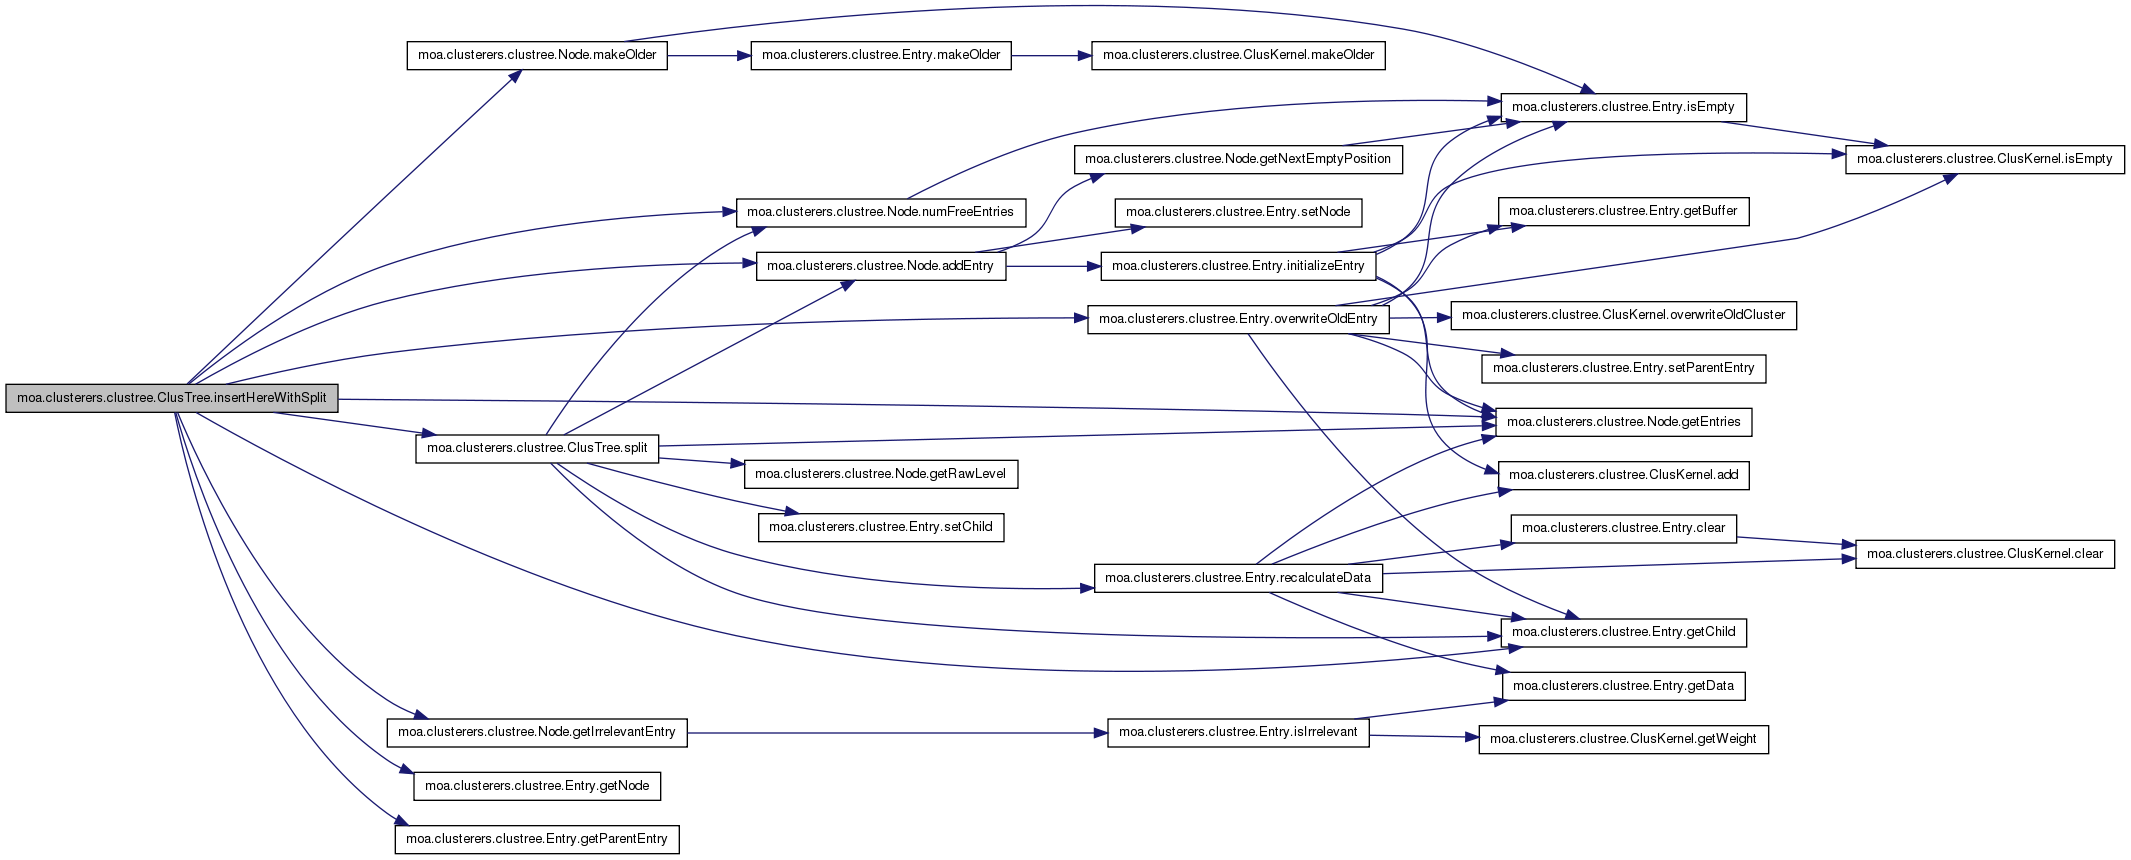 moa.clusterers.clustree.Node.makeOlder
moa.clusterers.clustree.Entry.makeOlder
moa.clusterers.clustree.ClusKernel.makeOlder
moa.clusterers.clustree.Entry.isEmpty
moa.clusterers.clustree.Node.getNextEmptyPosition
moa.clusterers.clustree.ClusKernel.isEmpty
moa.clusterers.clustree.Node.numFreeEntries
moa.clusterers.clustree.Entry.setNode
moa.clusterers.clustree.Entry.getBuffer
moa.clusterers.clustree.Node.addEntry
moa.clusterers.clustree.Entry.initializeEntry
moa.clusterers.clustree.Entry.overwriteOldEntry
moa.clusterers.clustree.ClusKernel.overwriteOldCluster
moa.clusterers.clustree.Entry.setParentEntry
moa.clusterers.clustree.ClusTree.insertHereWithSplit
moa.clusterers.clustree.Node.getEntries
moa.clusterers.clustree.ClusTree.split
moa.clusterers.clustree.Node.getRawLevel
moa.clusterers.clustree.ClusKernel.add
moa.clusterers.clustree.Entry.setChild
moa.clusterers.clustree.Entry.clear
moa.clusterers.clustree.ClusKernel.clear
moa.clusterers.clustree.Entry.recalculateData
moa.clusterers.clustree.Entry.getChild
moa.clusterers.clustree.Entry.getData
moa.clusterers.clustree.Node.getIrrelevantEntry
moa.clusterers.clustree.Entry.isIrrelevant
moa.clusterers.clustree.ClusKernel.getWeight
moa.clusterers.clustree.Entry.getNode
moa.clusterers.clustree.Entry.getParentEntry